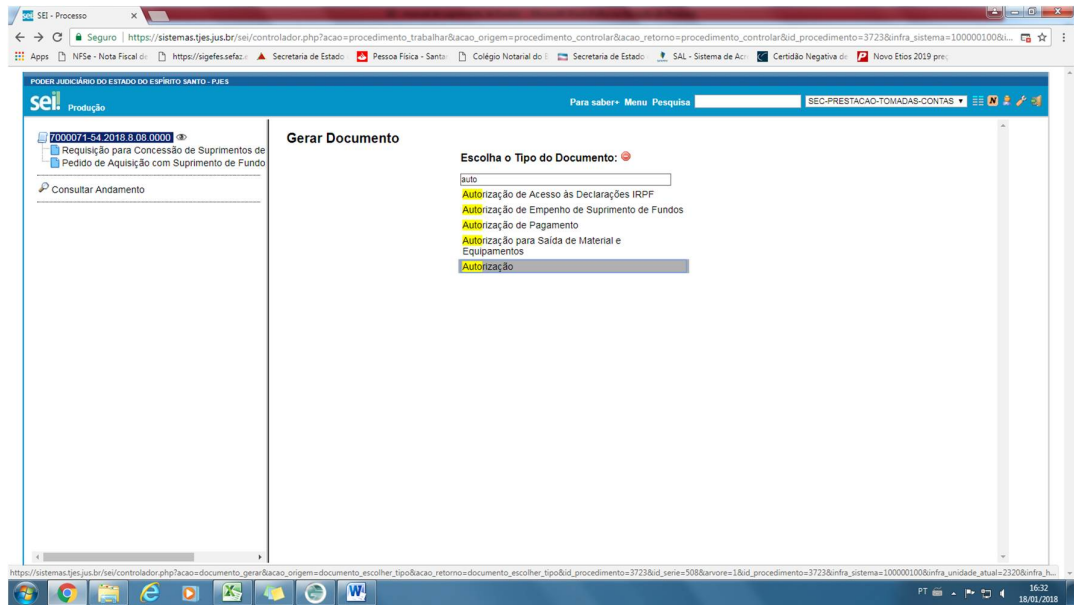 SEI - Processo
Seguro | https://sistemas.tjes.jus.br/sei/controlador.php?acao=procedimento_trabalhar&acao_origem=procedimento_controlar&acao_retorno=procedimento_controlar&id_procedimento=3723&infra_sistema=100000100&i...
Apps NFSe - Nota Fiscal de https://sigefes.sefaz.e Secretaria de Estado Pessoa Física - Santa Colégio Notarial do Secretaria de Estado SAL - Sistema de Acr Certidão Negativa de Novo Etios 2019 preç
PODER JUDICIÁRIO DO ESTADO DO ESPÍRITO SANTO - PJES
sei! Produção
Para saber+ Menu Pesquisa SEC-PRESTACAO-TOMADAS-CONTAS
7000071-54.2018.8.08.0000
Requisição para Concessão de Suprimentos de
Pedido de Aquisição com Suprimento de Fundo
Consultar Andamento
Gerar Documento
Escolha o Tipo do Documento:
auto
Autorização de Acesso às Declarações IRPF
Autorização de Empenho de Suprimento de Fundos
Autorização de Pagamento
Autorização para Saída de Material e
Equipamentos
Autorização
https://sistemas.tjes.jus.br/sei/controlador.php?acao=documento_gerar&acao_origem=documento_escolher_tipo&acao_retorno=documento_escolher_tipo&id_procedimento=3723&id_serie=508&arvore=1&id_procedimento=3723&infra_sistema=100000100&infra_unidade_atual=2320&infra_h...
PT 16:32
18/01/2018